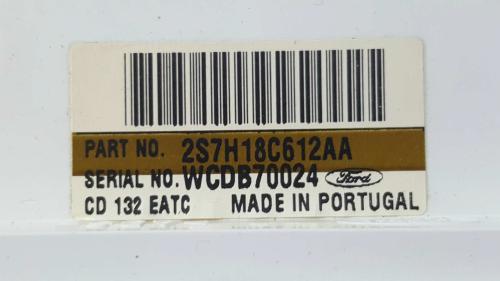 PART NO. 2S7H18C612AA
SERIAL NO. WCDB70024 Ford
CD 132 EATC MADE IN PORTUGAL